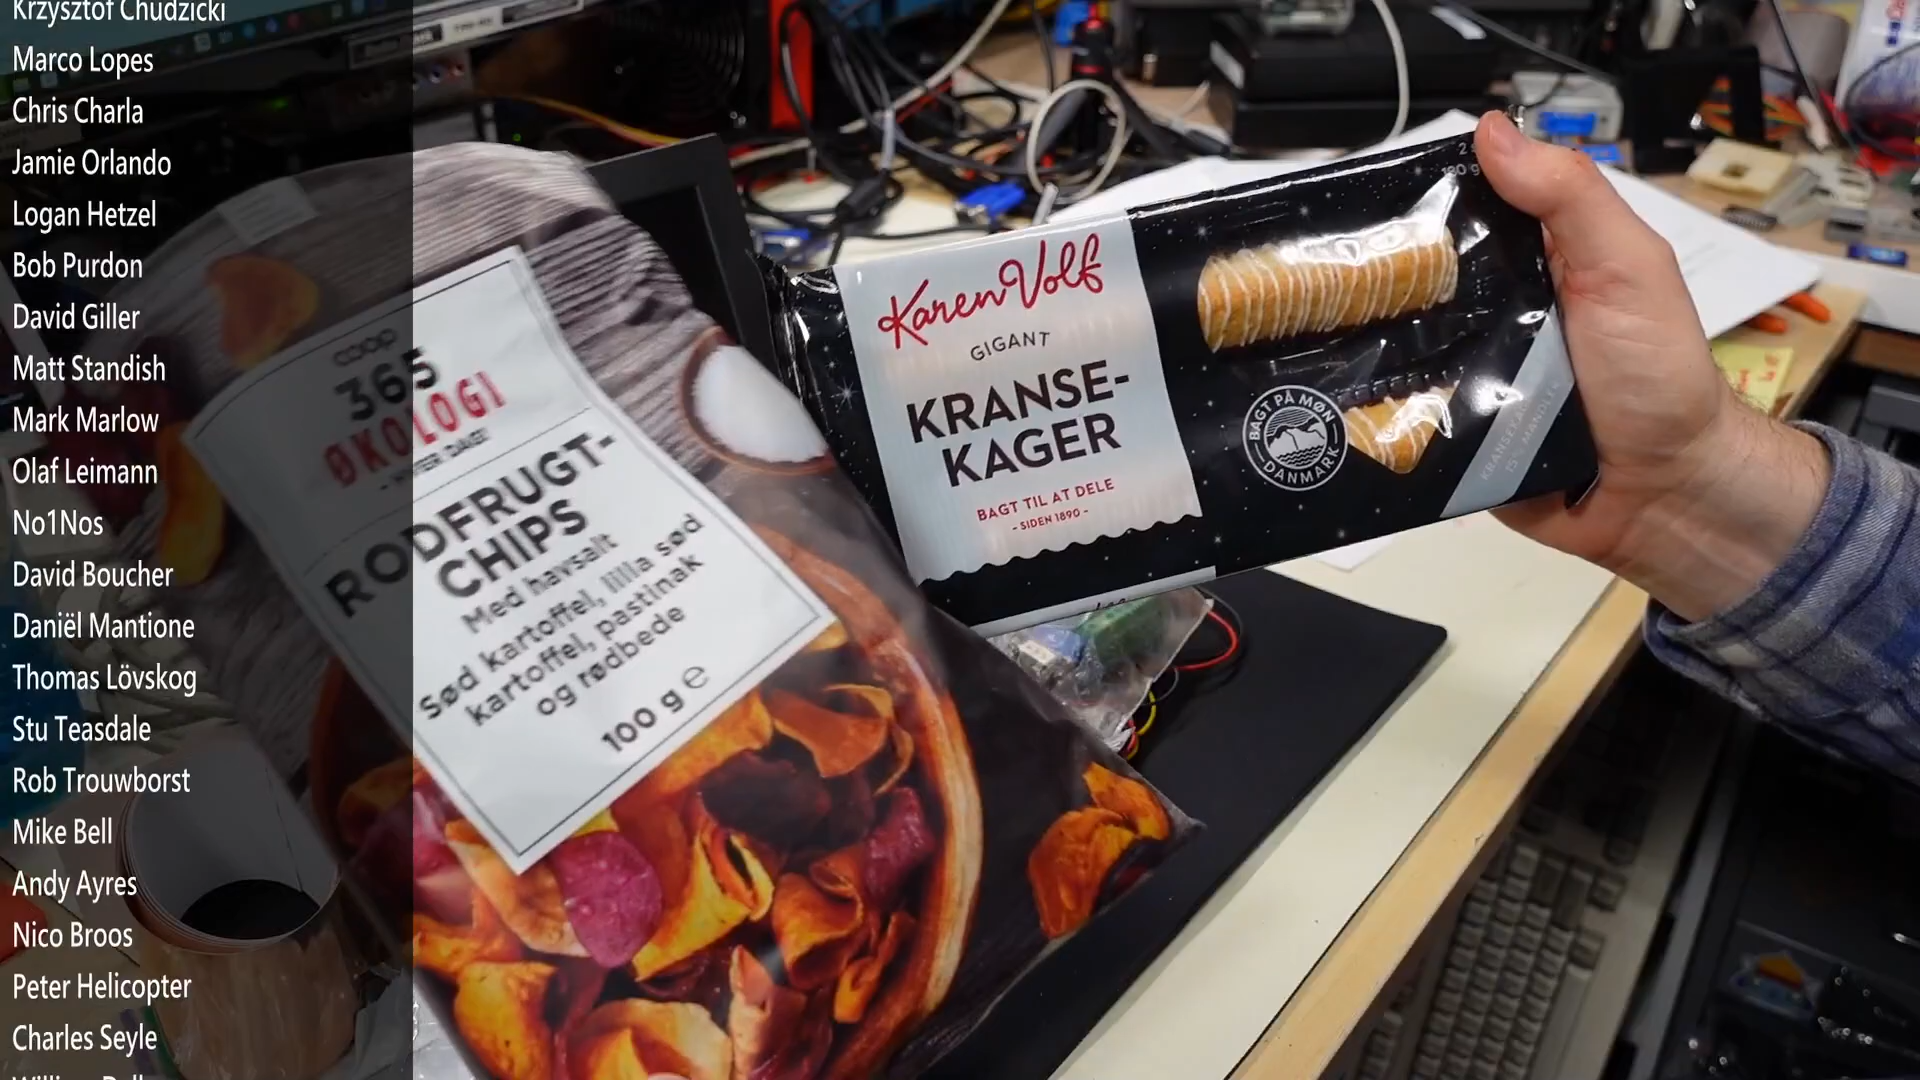 Krzysztof Chudzicki
Marco Lopes
Chris Charla
Jamie Orlando
Logan Hetzel
Bob Purdon
David Giller
Matt Standish
Mark Marlow
Olaf Leimann
No1Nos
David Boucher
Daniël Mantione
Thomas Lövskog
Stu Teasdale
Rob Trouwborst
Mike Bell
Andy Ayres
Nico Broos
Peter Helicopter
Charles Seyle
coop
365
ØKOLOGI
- HVER DAG!
RODFRUGT-
CHIPS
Med havsalt
Sød kartoffel, lilla sød
kartoffel, pastinak
og rødbede
100 g ℮
Karen Volf
GIGANT
KRANSE-
KAGER
BAGT TIL AT DELE
- SIDEN 1890 -
BAGT PÅ MØN
DANMARK